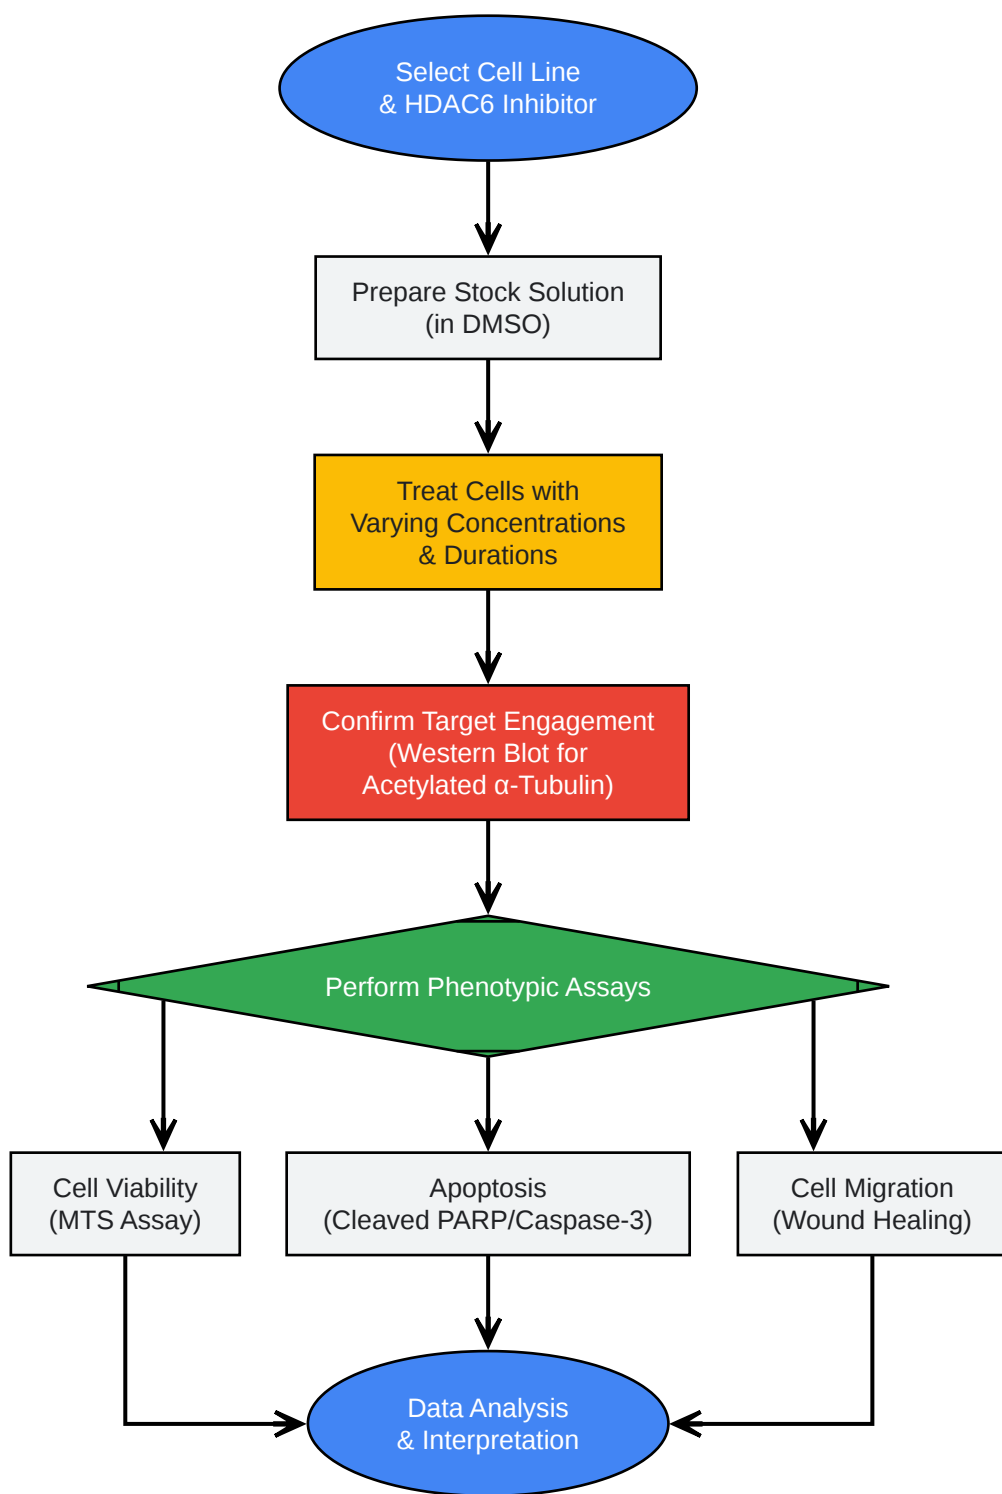 Select Cell Line
& HDAC6 Inhibitor
Prepare Stock Solution
(in DMSO)
Treat Cells with
Varying Concentrations
& Durations
Confirm Target Engagement
(Western Blot for
Acetylated α-Tubulin)
Perform Phenotypic Assays
Cell Viability
(MTS Assay)
Apoptosis
(Cleaved PARP/Caspase-3)
Cell Migration
(Wound Healing)
Data Analysis
& Interpretation